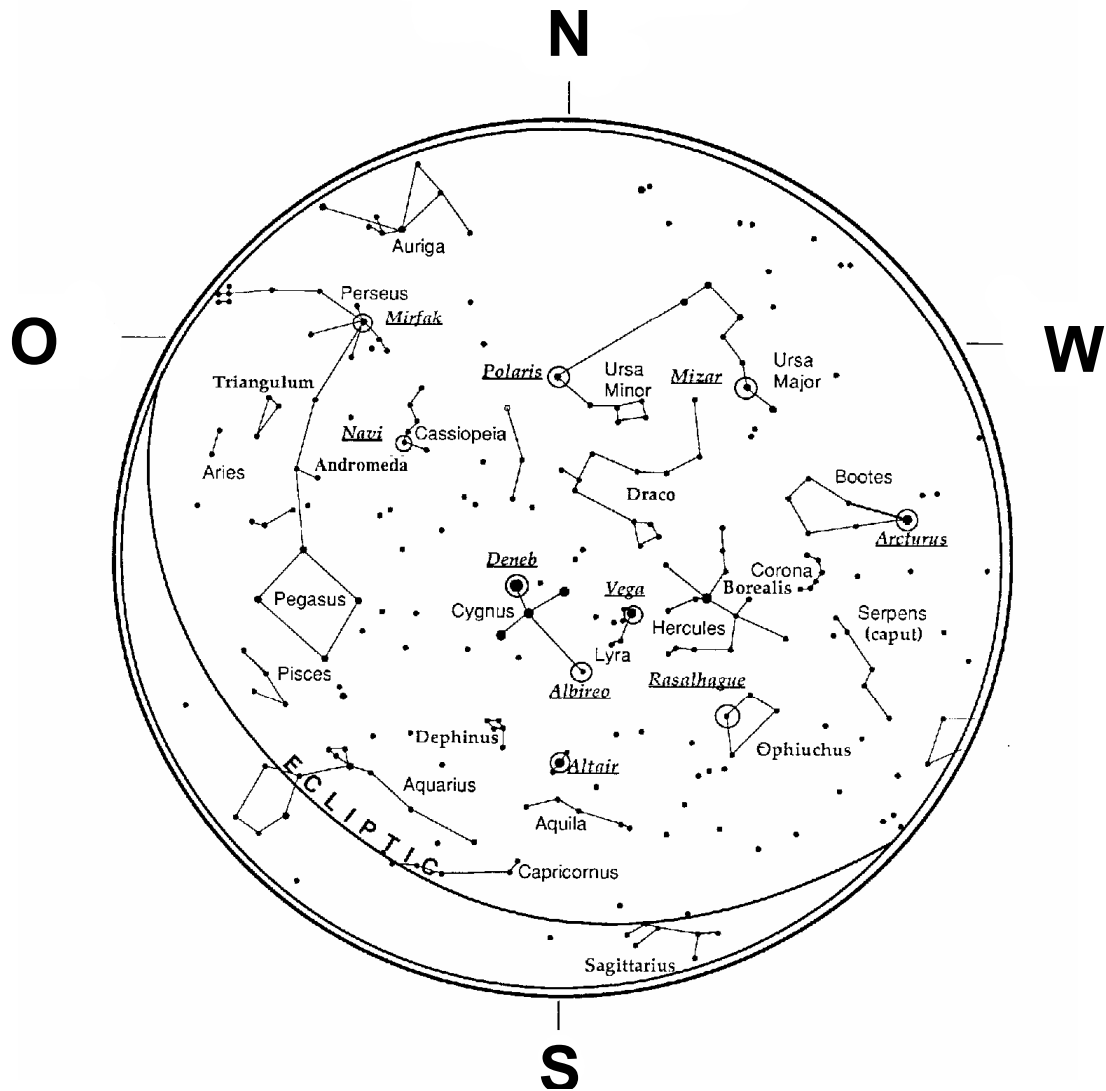 N
Auriga
Perseus
Mirfak
O
W
Polaris
Ursa
Minor
Mizar
Ursa
Major
Triangulum
Navi
Cassiopeia
Aries
Andromeda
Draco
Bootes
Arcturus
Deneb
Vega
Corona
Borealis
Pegasus
Cygnus
Hercules
Serpens
(caput)
Lyra
Pisces
Albireo
Rasalhague
Dephinus
Ophiuchus
Altair
Aquarius
ECLIPTIC
Aquila
Capricornus
Sagittarius
S